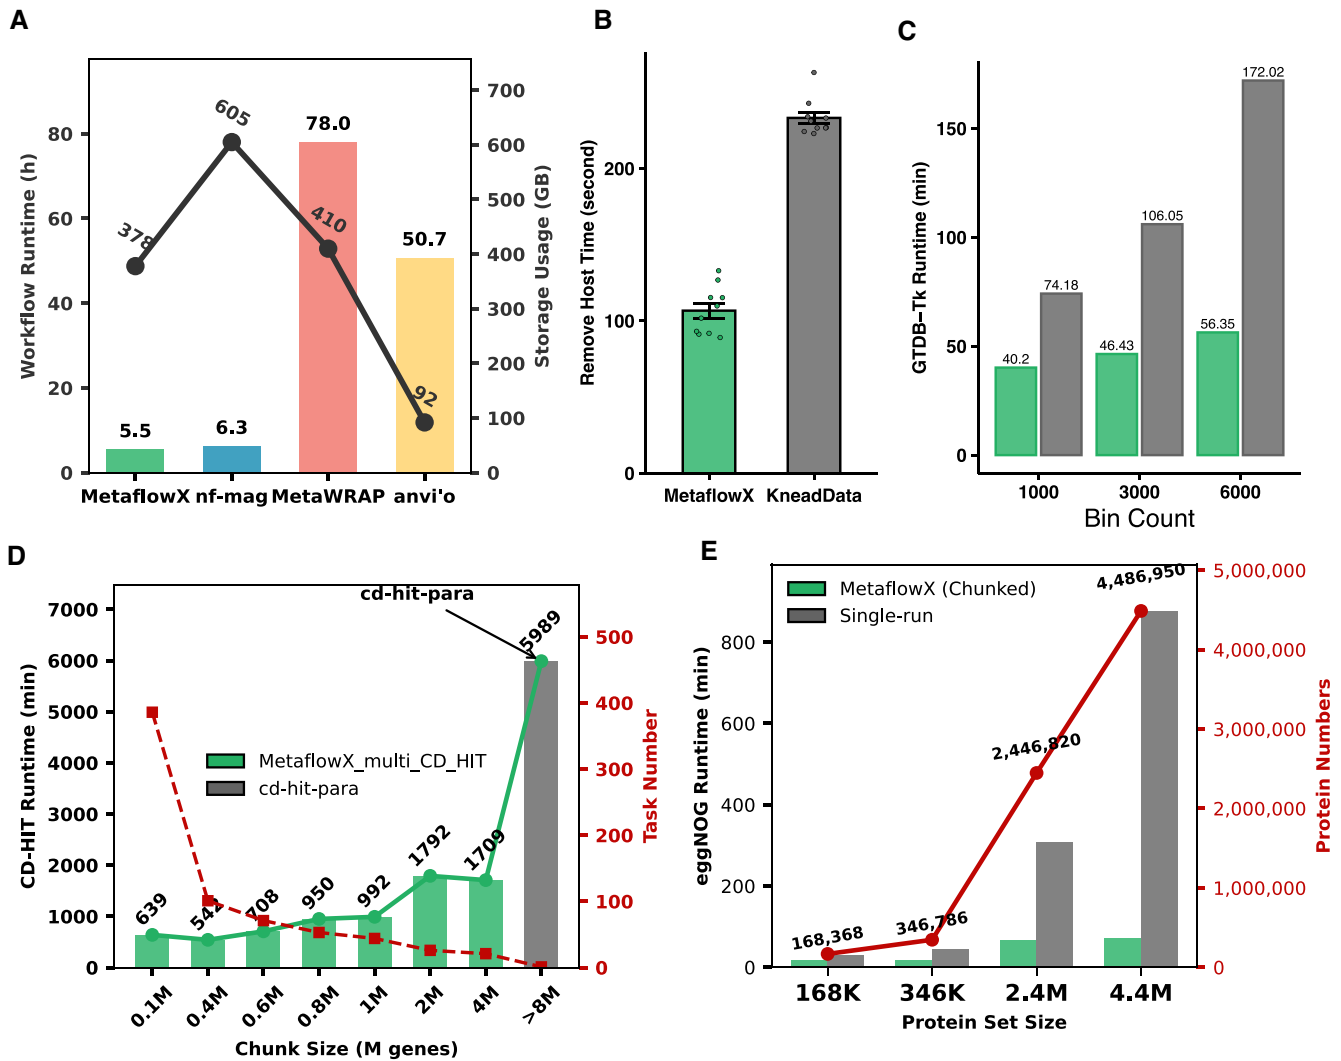 A
Workflow Runtime (h)
80
60
40
20
0
378
605
410
92
5.5
6.3
78.0
50.7
700
600
500
400
300
200
100
0
Storage Usage (GB)
MetaflowX nf-mag MetaWRAP anvi'o
B
Remove Host Time (second)
200
100
0
MetaflowX KneadData
C
GTDB−Tk Runtime (min)
150
100
50
0
40.2
74.18
46.43
106.05
56.35
172.02
1000 3000 6000
Bin Count
D
CD-HIT Runtime (min)
7000
6000
5000
4000
3000
2000
1000
0
cd-hit-para
MetaflowX_multi_CD_HIT
cd-hit-para
639
542
708
950
992
1792
1709
5989
500
400
300
200
100
0
Task Number
0.1M 0.4M 0.6M 0.8M 1M 2M 4M >8M
Chunk Size (M genes)
E
eggNOG Runtime (min)
800
600
400
200
0
MetaflowX (Chunked)
Single-run
168,368
346,786
2,446,820
4,486,950
5,000,000
4,000,000
3,000,000
2,000,000
1,000,000
0
Protein Numbers
168K 346K 2.4M 4.4M
Protein Set Size